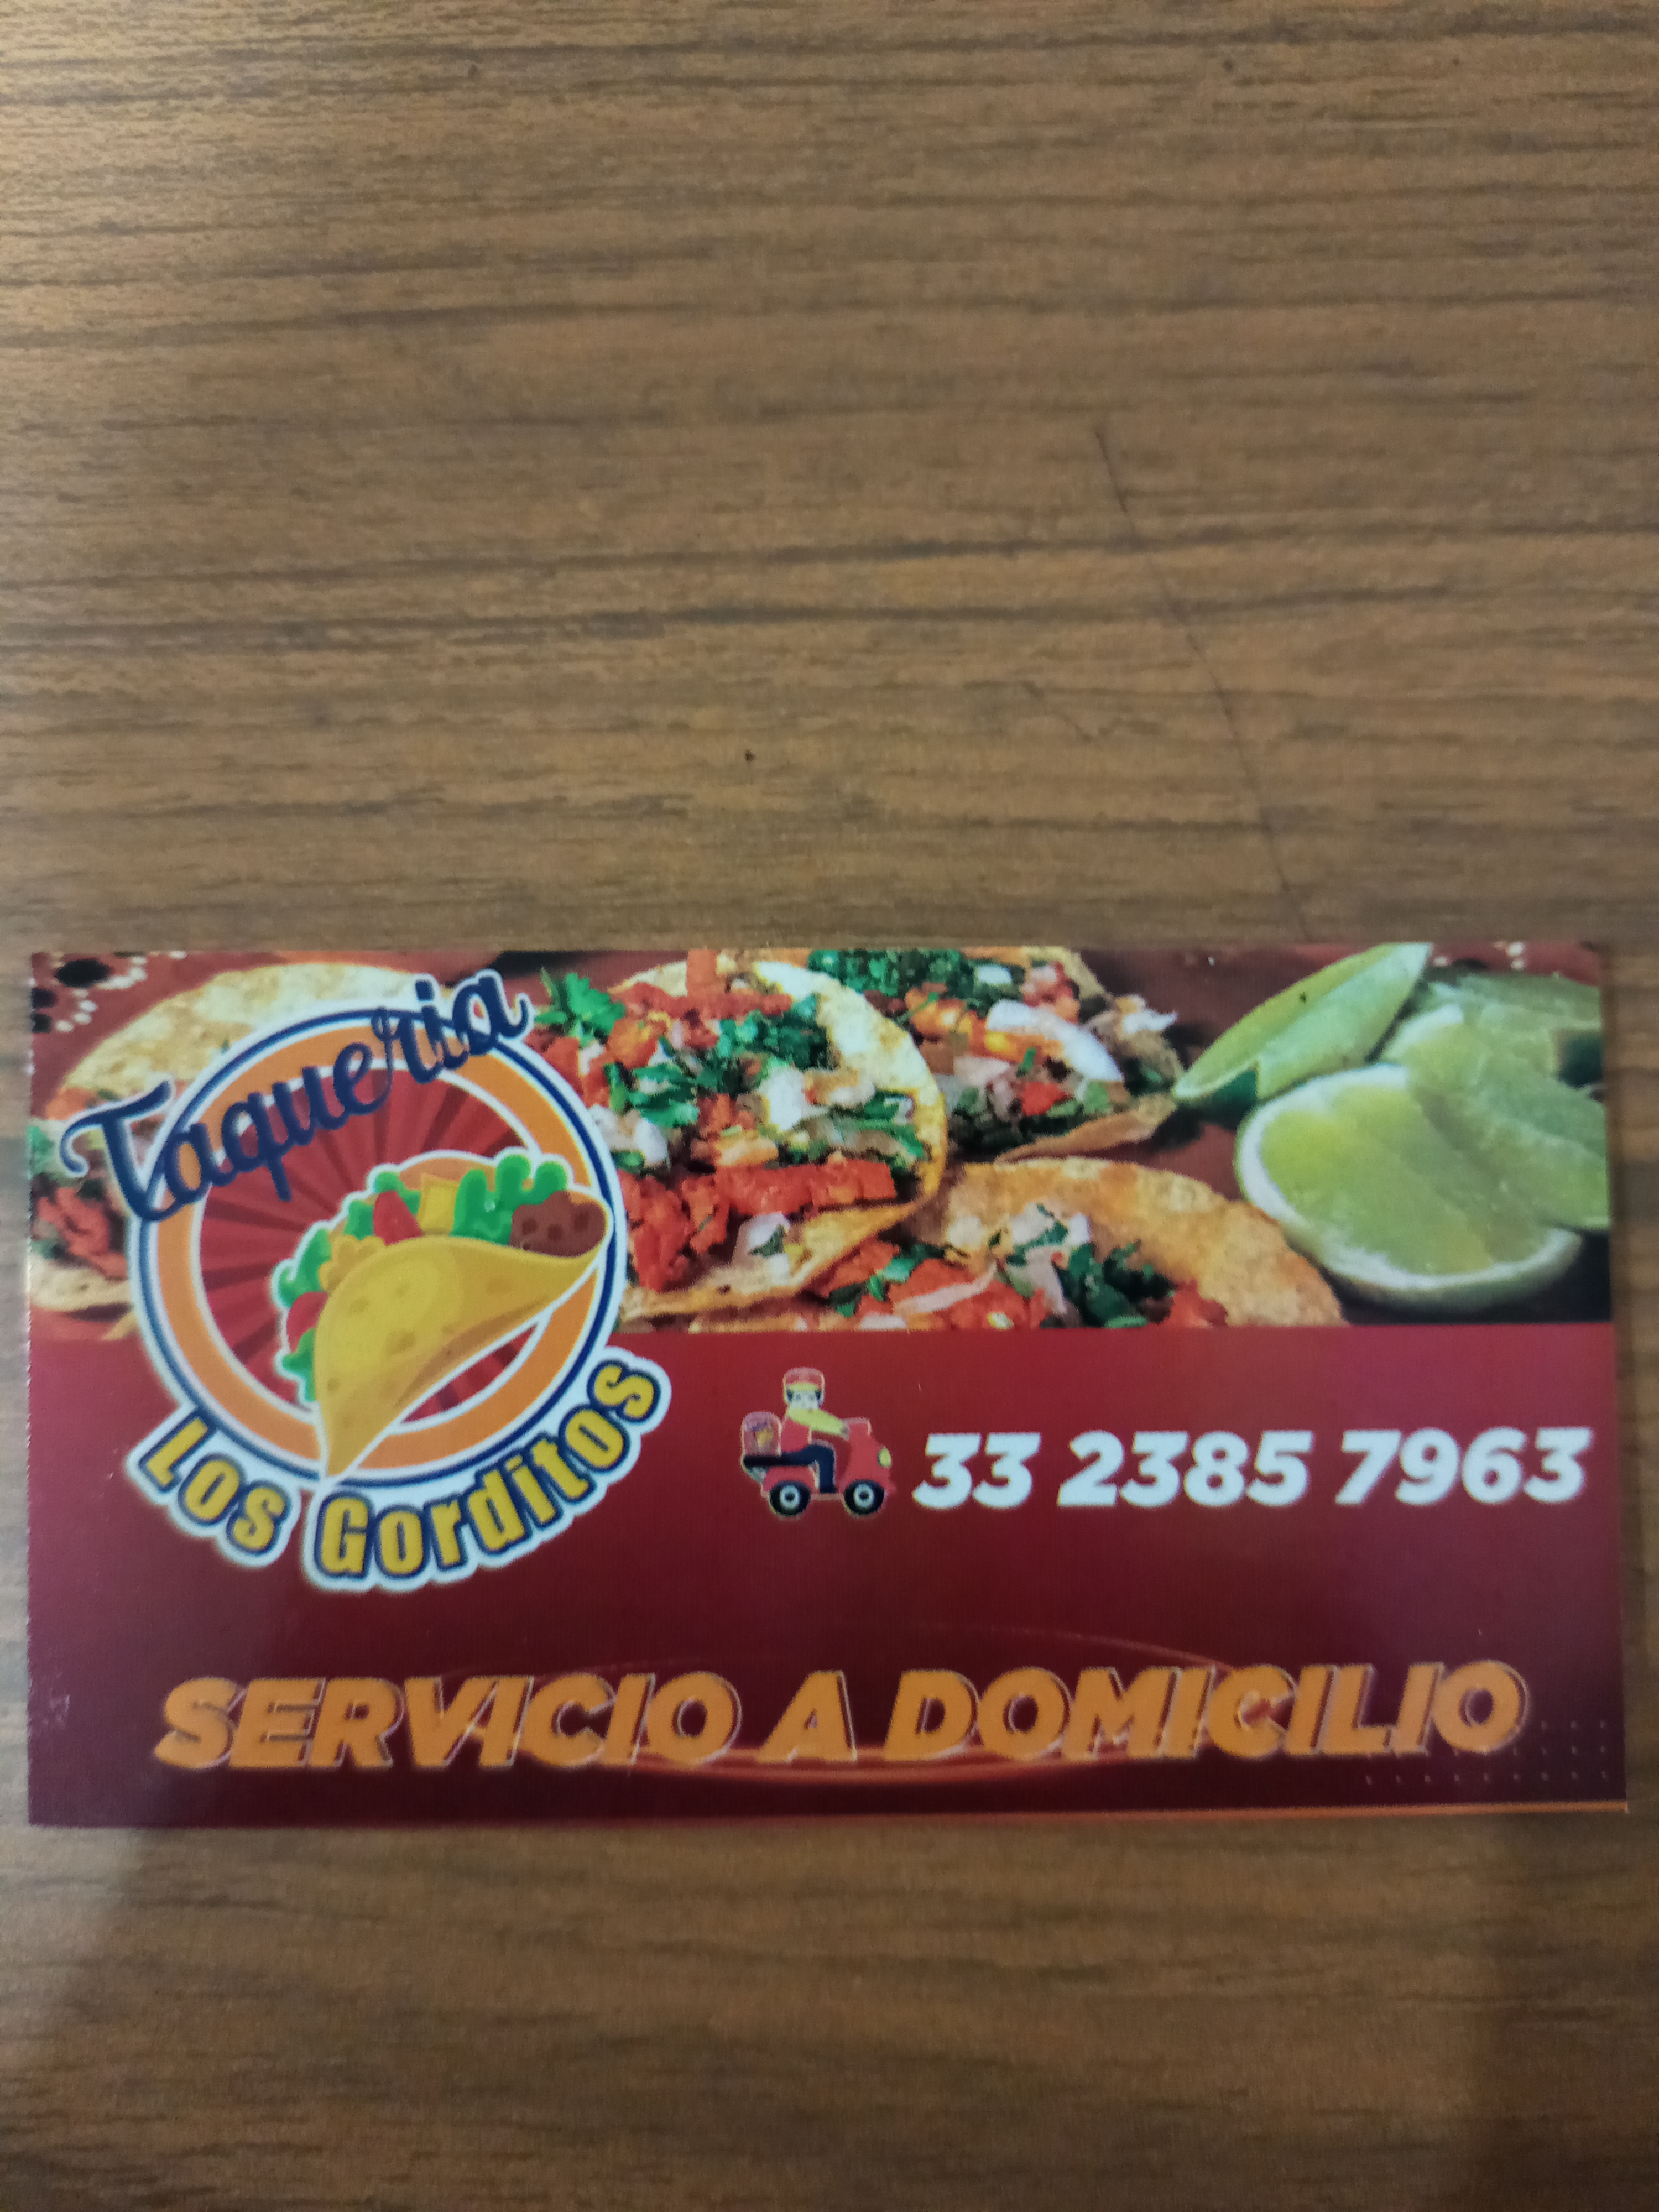 Taqueria
Los Gorditos
33 2385 7963
SERVICIO A DOMICILIO